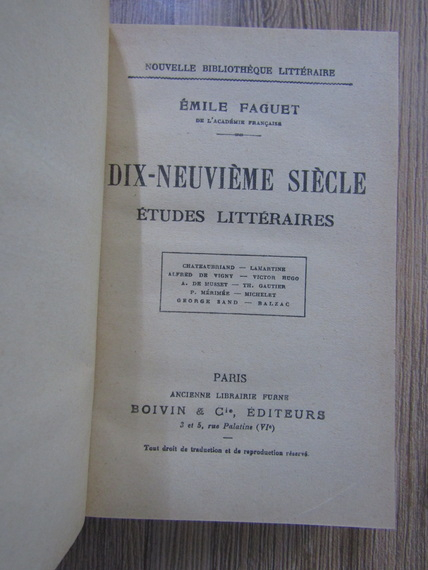 NOUVELLE BIBLIOTHÈQUE LITTÉRAIRE
ÉMILE FAGUET
DE L'ACADÉMIE FRANÇAISE
DIX-NEUVIÈME SIÈCLE
ÉTUDES LITTÉRAIRES
CHATEAUBRIAND — LAMARTINE
ALFRED DE VIGNY — VICTOR HUGO
A. DE MUSSET — TH. GAUTIER
P. MÉRIMÉE — MICHELET
GEORGE SAND — BALZAC
PARIS
ANCIENNE LIBRAIRIE FURNE
BOIVIN & Cie, ÉDITEURS
3 et 5, rue Palatine (VIe)
Tout droit de traduction et de reproduction réservé.